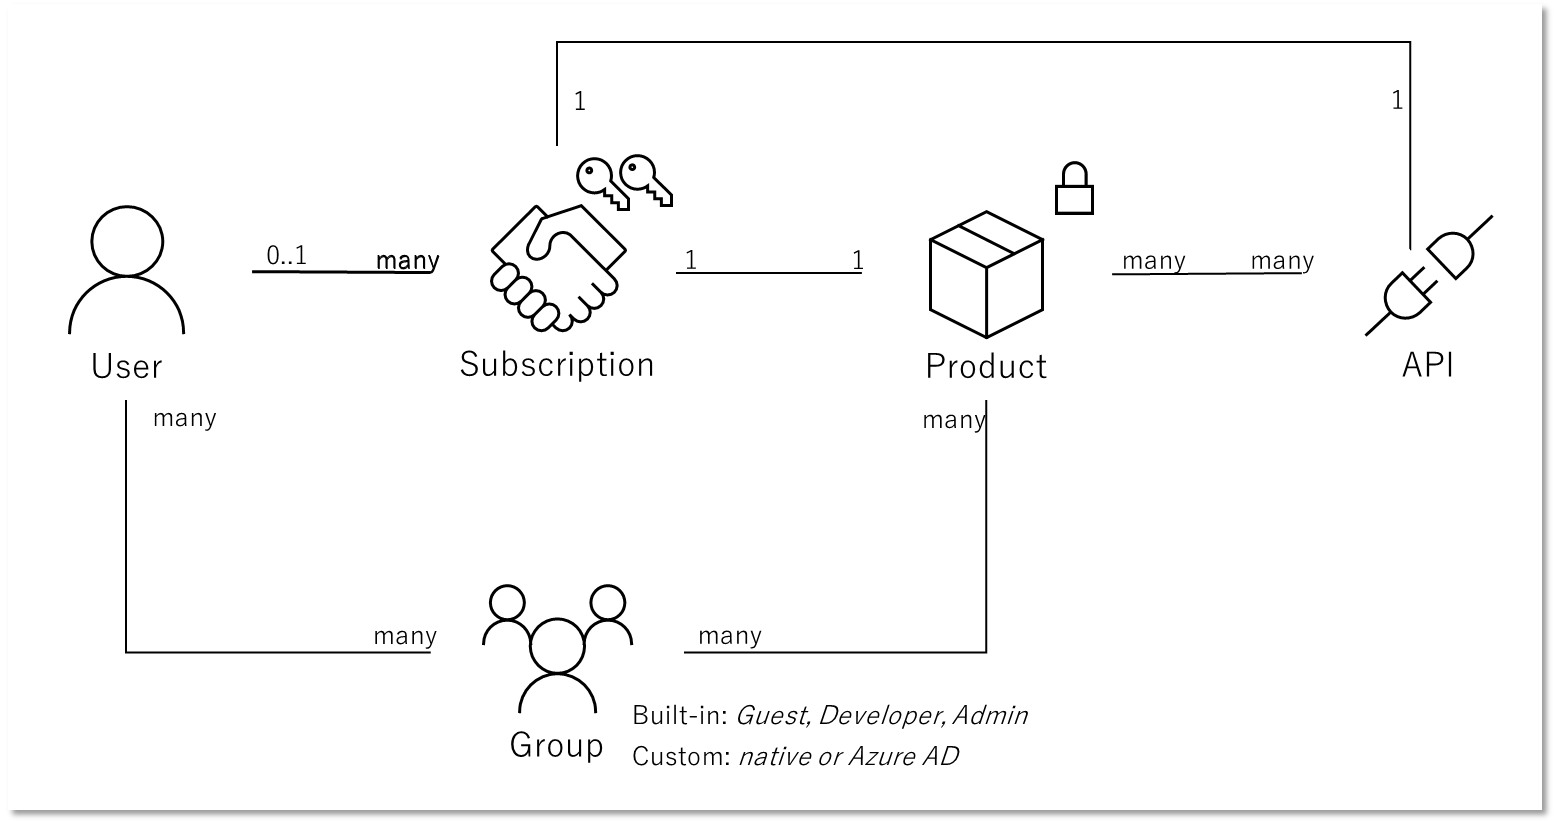 1
1
0..1
many
1
1
many
many
User
Subscription
Product
API
many
many
many
many
Built-in: Guest, Developer, Admin
Group
Custom: native or Azure AD